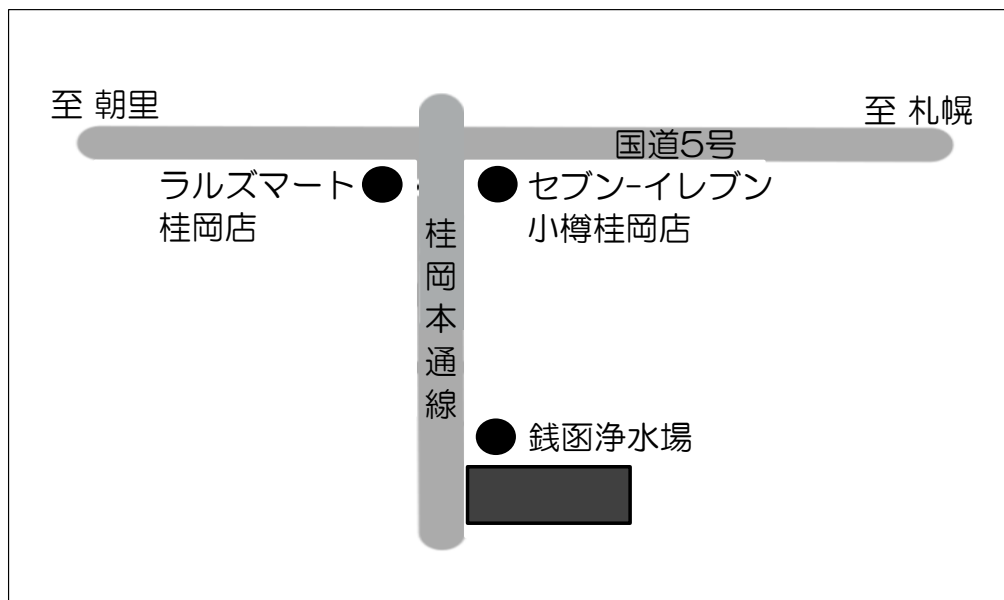 至 朝里
至 札幌
国道5号
ラルズマート
桂岡店
セブン-イレブン
小樽桂岡店
桂岡本通線
銭函浄水場